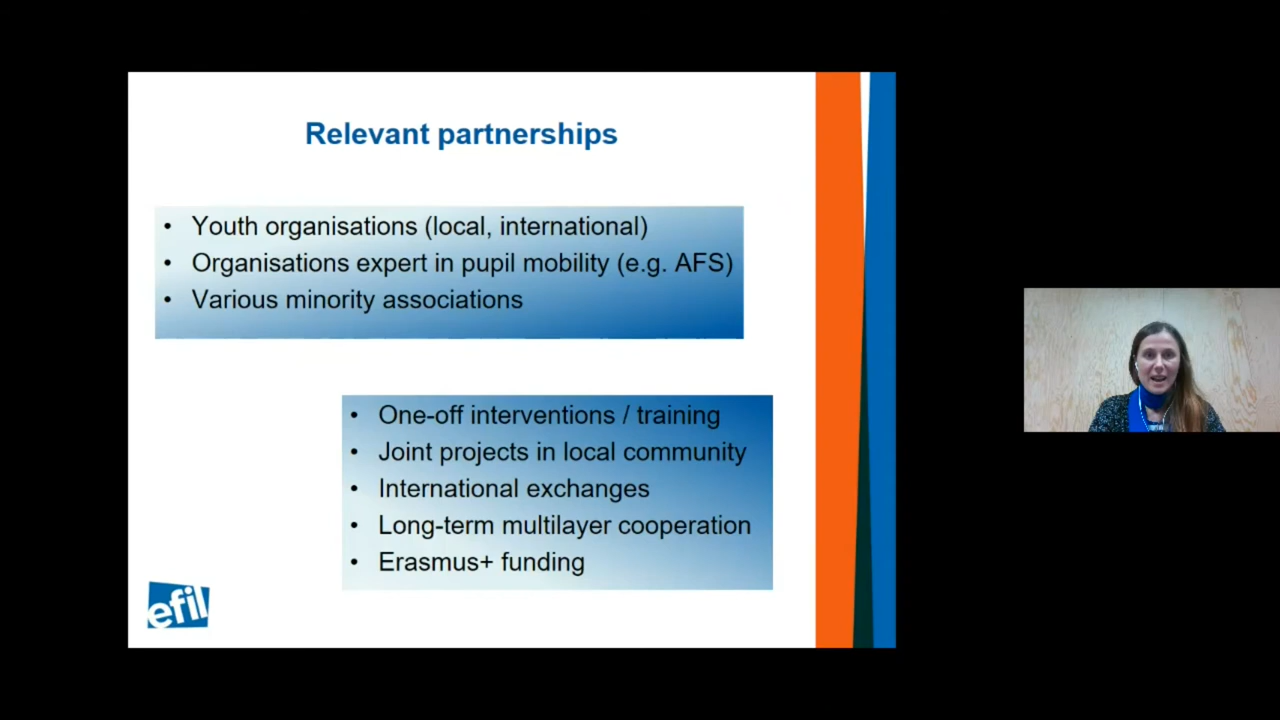 Relevant partnerships
• Youth organisations (local, international)
• Organisations expert in pupil mobility (e.g. AFS)
• Various minority associations
• One-off interventions / training
• Joint projects in local community
• International exchanges
• Long-term multilayer cooperation
• Erasmus+ funding
efil